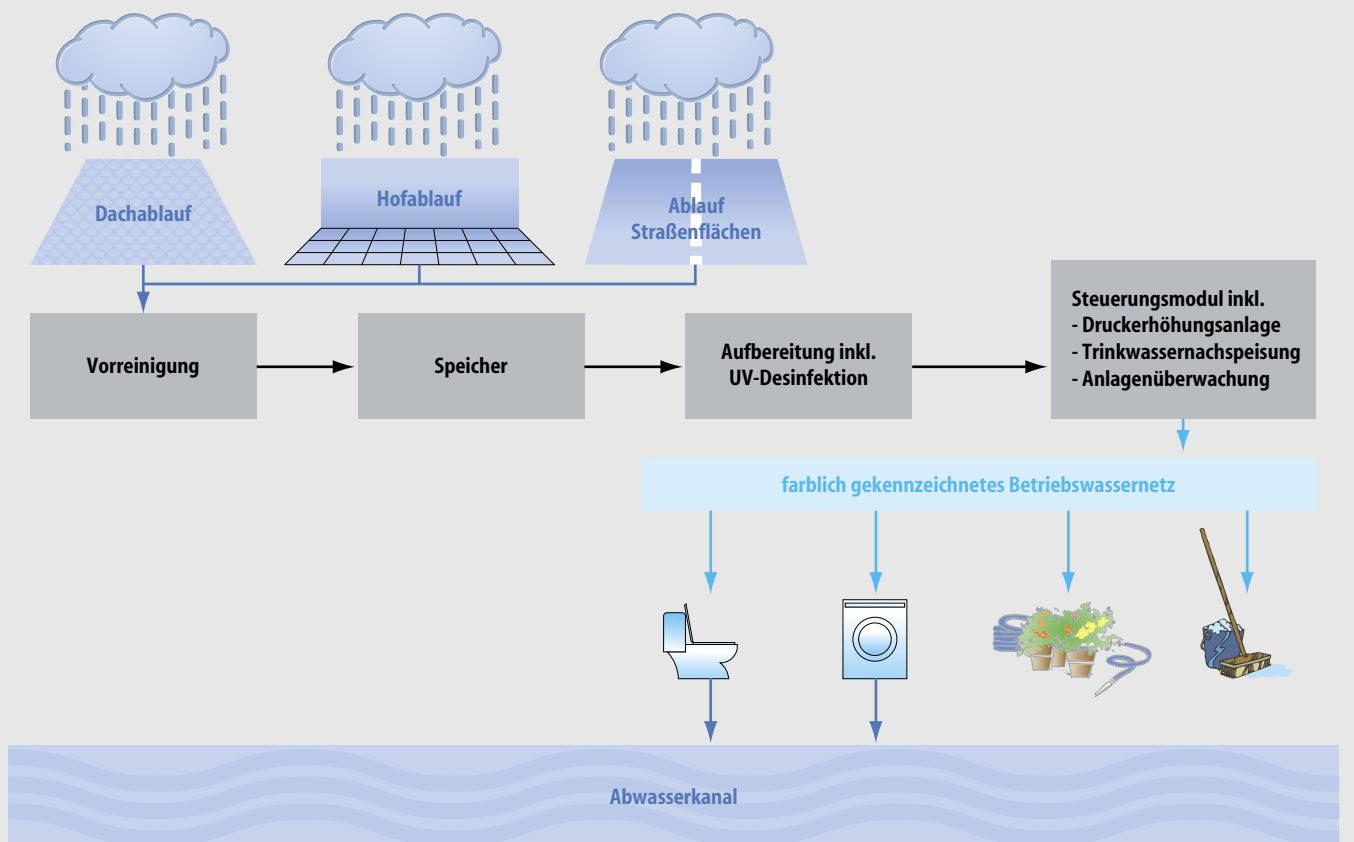 Dachablauf
Hofablauf
Ablauf
Straßenflächen
Vorreinigung
Speicher
Aufbereitung inkl.
UV-Desinfektion
Steuerungsmodul inkl.
- Druckerhöhungsanlage
- Trinkwassernachspeisung
- Anlagenüberwachung
farblich gekennzeichnetes Betriebswassernetz
Abwasserkanal